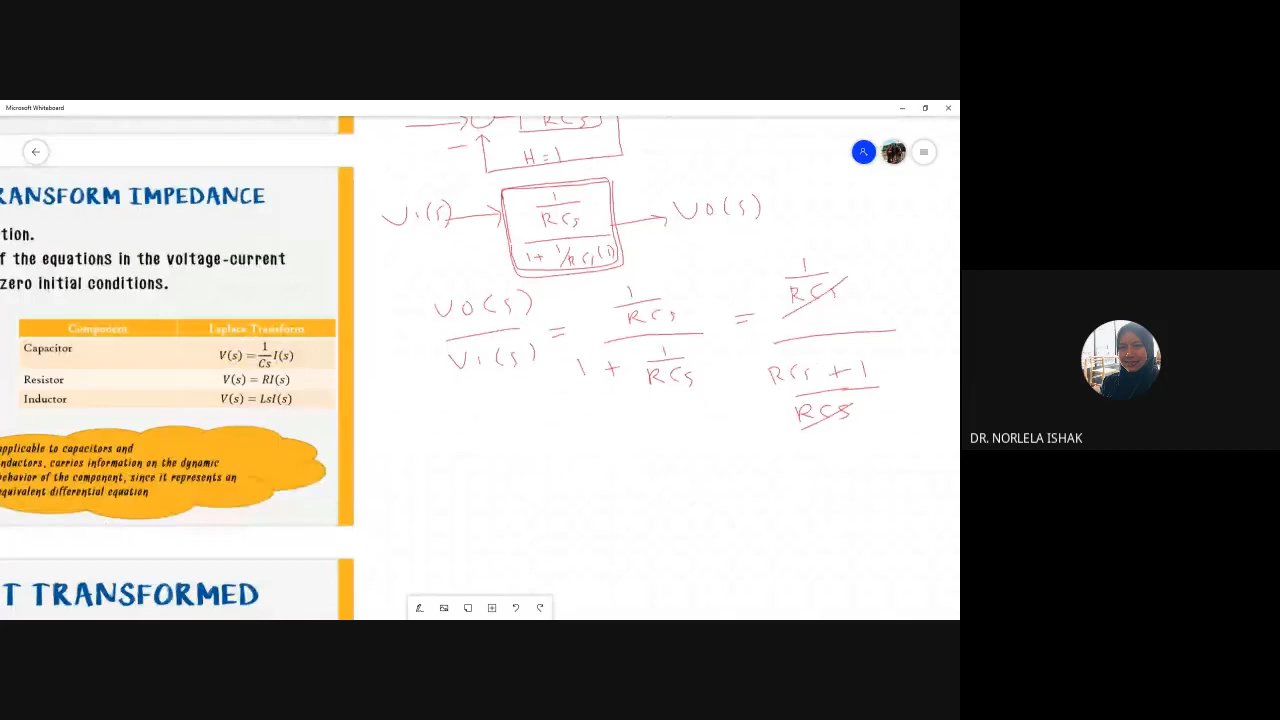 Microsoft Whiteboard
RCs
-
H = 1
RANSFORM IMPEDANCE
tion.
f the equations in the voltage-current
zero initial conditions.
Component Laplace Transform
Capacitor V(s) = 1/Cs I(s)
Resistor V(s) = RI(s)
Inductor V(s) = LsI(s)
applicable to capacitors and
nductors, carries information on the dynamic
behavior of the component, since it represents an
equivalent differential equation
T TRANSFORMED
Vi(s)
1
RCs
1 + 1/RCs (1)
Vo(s)
Vo(s)
Vi(s)
=
1
RCs
1 + 1
RCs
=
1
RCs
RCs + 1
RCs
DR. NORLELA ISHAK